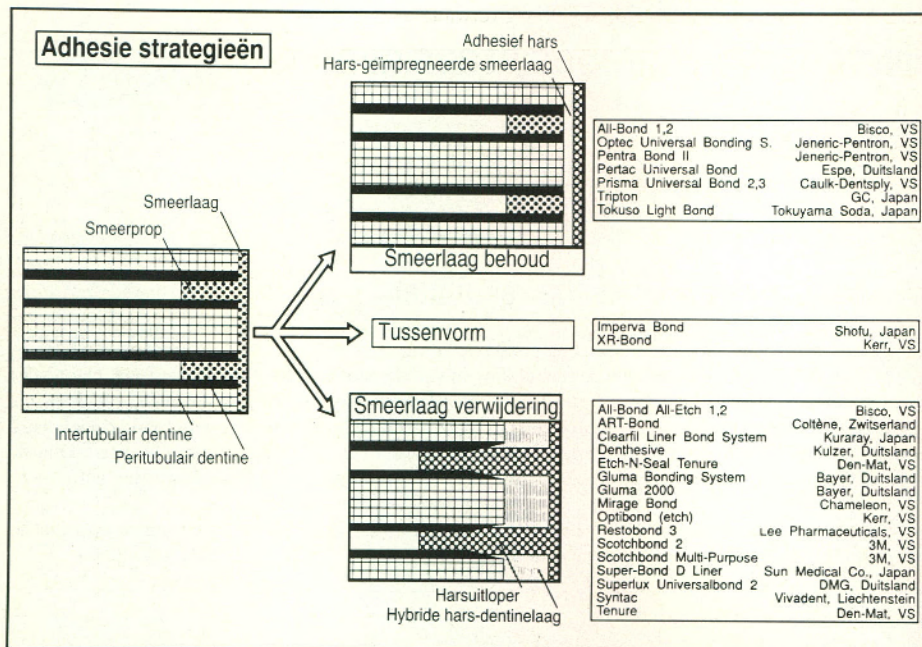 Adhesie strategieën
Adhesief hars
Hars-geïmpregneerde smeerlaag
Smeerlaag behoud
All-Bond 1,2 Bisco, VS
Optec Universal Bonding S. Jeneric-Pentron, VS
Pentra Bond II Jeneric-Pentron, VS
Pertac Universal Bond Espe, Duitsland
Prisma Universal Bond 2,3 Caulk-Dentsply, VS
Tripton GC, Japan
Tokuso Light Bond Tokuyama Soda, Japan
Smeerlaag
Smeerprop
Intertubulair dentine
Peritubulair dentine
Tussenvorm
Imperva Bond Shofu, Japan
XR-Bond Kerr, VS
Smeerlaag verwijdering
Harsuitloper
Hybride hars-dentinelaag
All-Bond All-Etch 1,2 Bisco, VS
ART-Bond Coltène, Zwitserland
Clearfil Liner Bond System Kuraray, Japan
Denthesive Kulzer, Duitsland
Etch-N-Seal Tenure Den-Mat, VS
Gluma Bonding System Bayer, Duitsland
Gluma 2000 Bayer, Duitsland
Mirage Bond Chameleon, VS
Optibond (etch) Kerr, VS
Restobond 3 Lee Pharmaceuticals, VS
Scotchbond 2 3M, VS
Scotchbond Multi-Purpose 3M, VS
Super-Bond D Liner Sun Medical Co., Japan
Superlux Universalbond 2 DMG, Duitsland
Syntac Vivadent, Liechtenstein
Tenure Den-Mat, VS